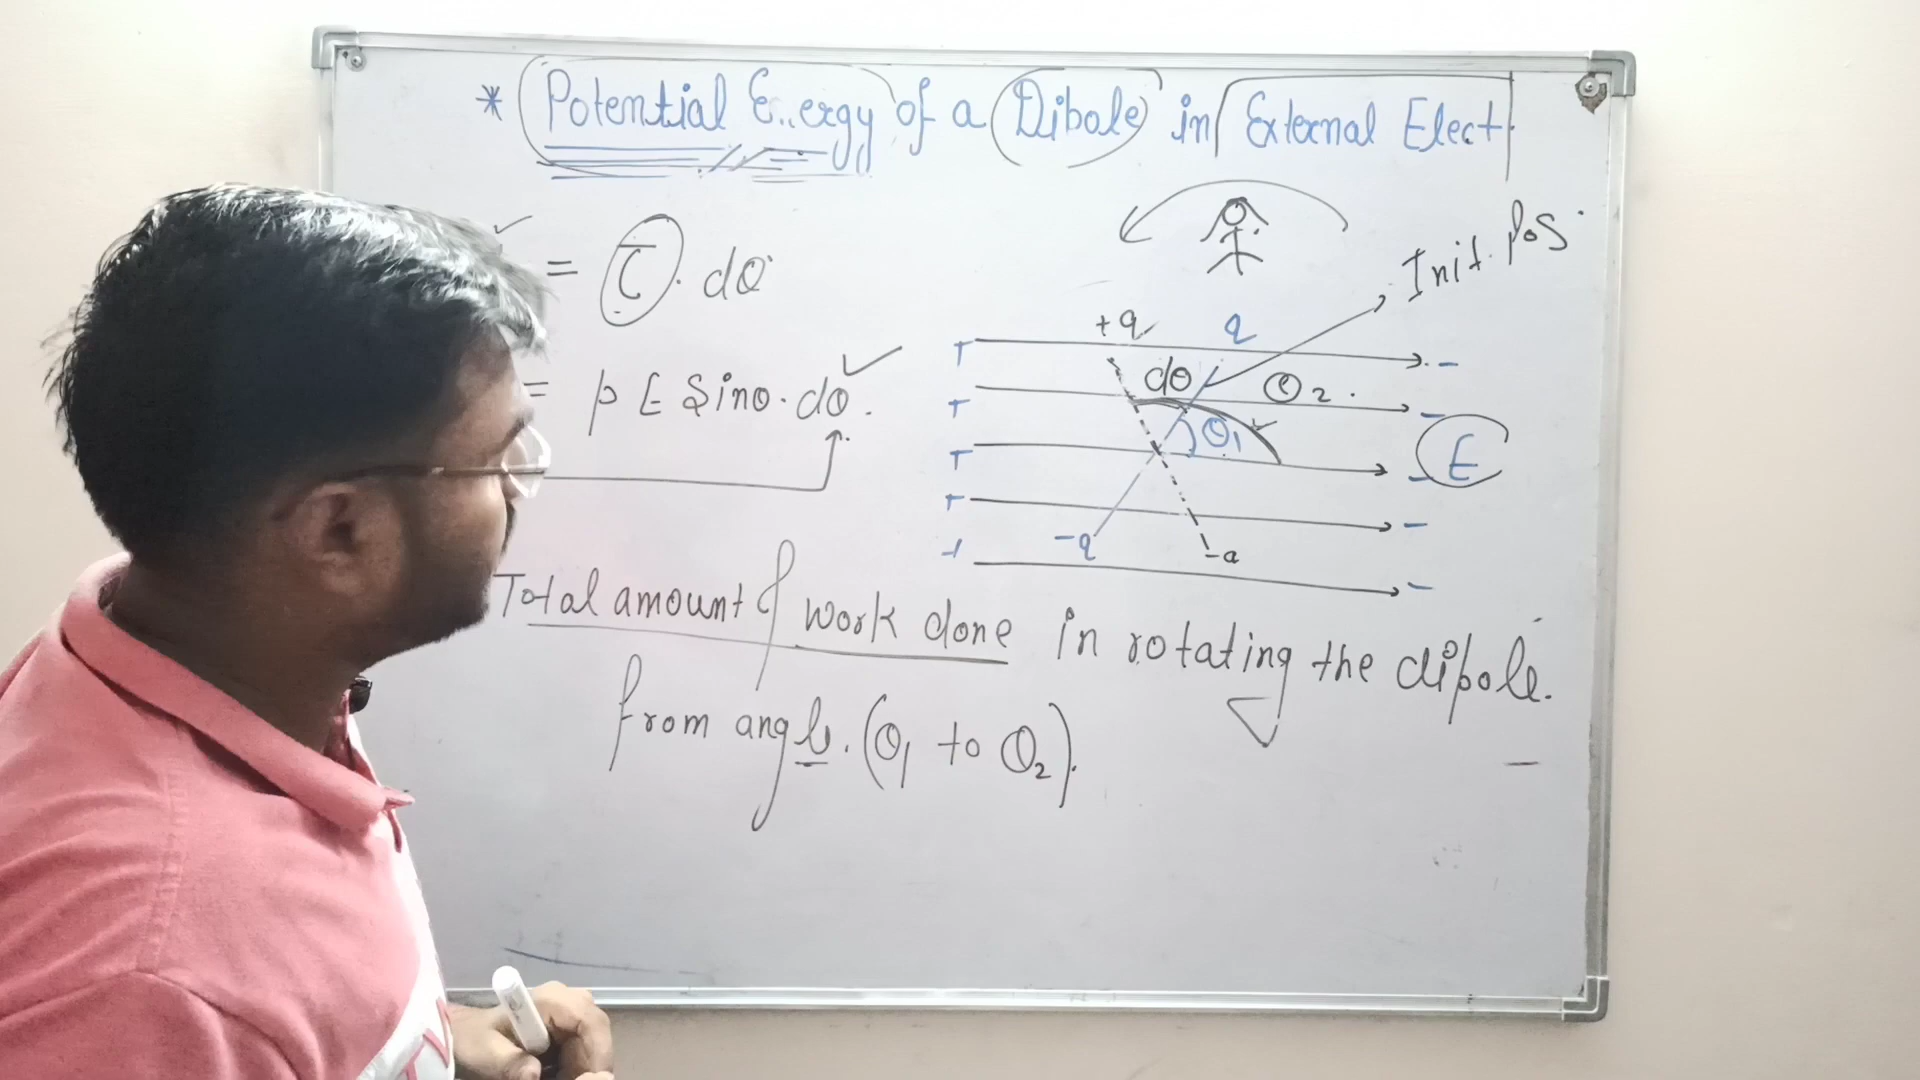 * Potential Energy of a Dipole in External Elect
= τ. dθ
= p E Sinθ. dθ.
Init. pos.
+q q
dθ θ2.
θ1
E
-q -q
+ -
+ -
+ -
+ -
+ -
Total amount of work done in rotating the dipole.
from angle. (θ1 to θ2).